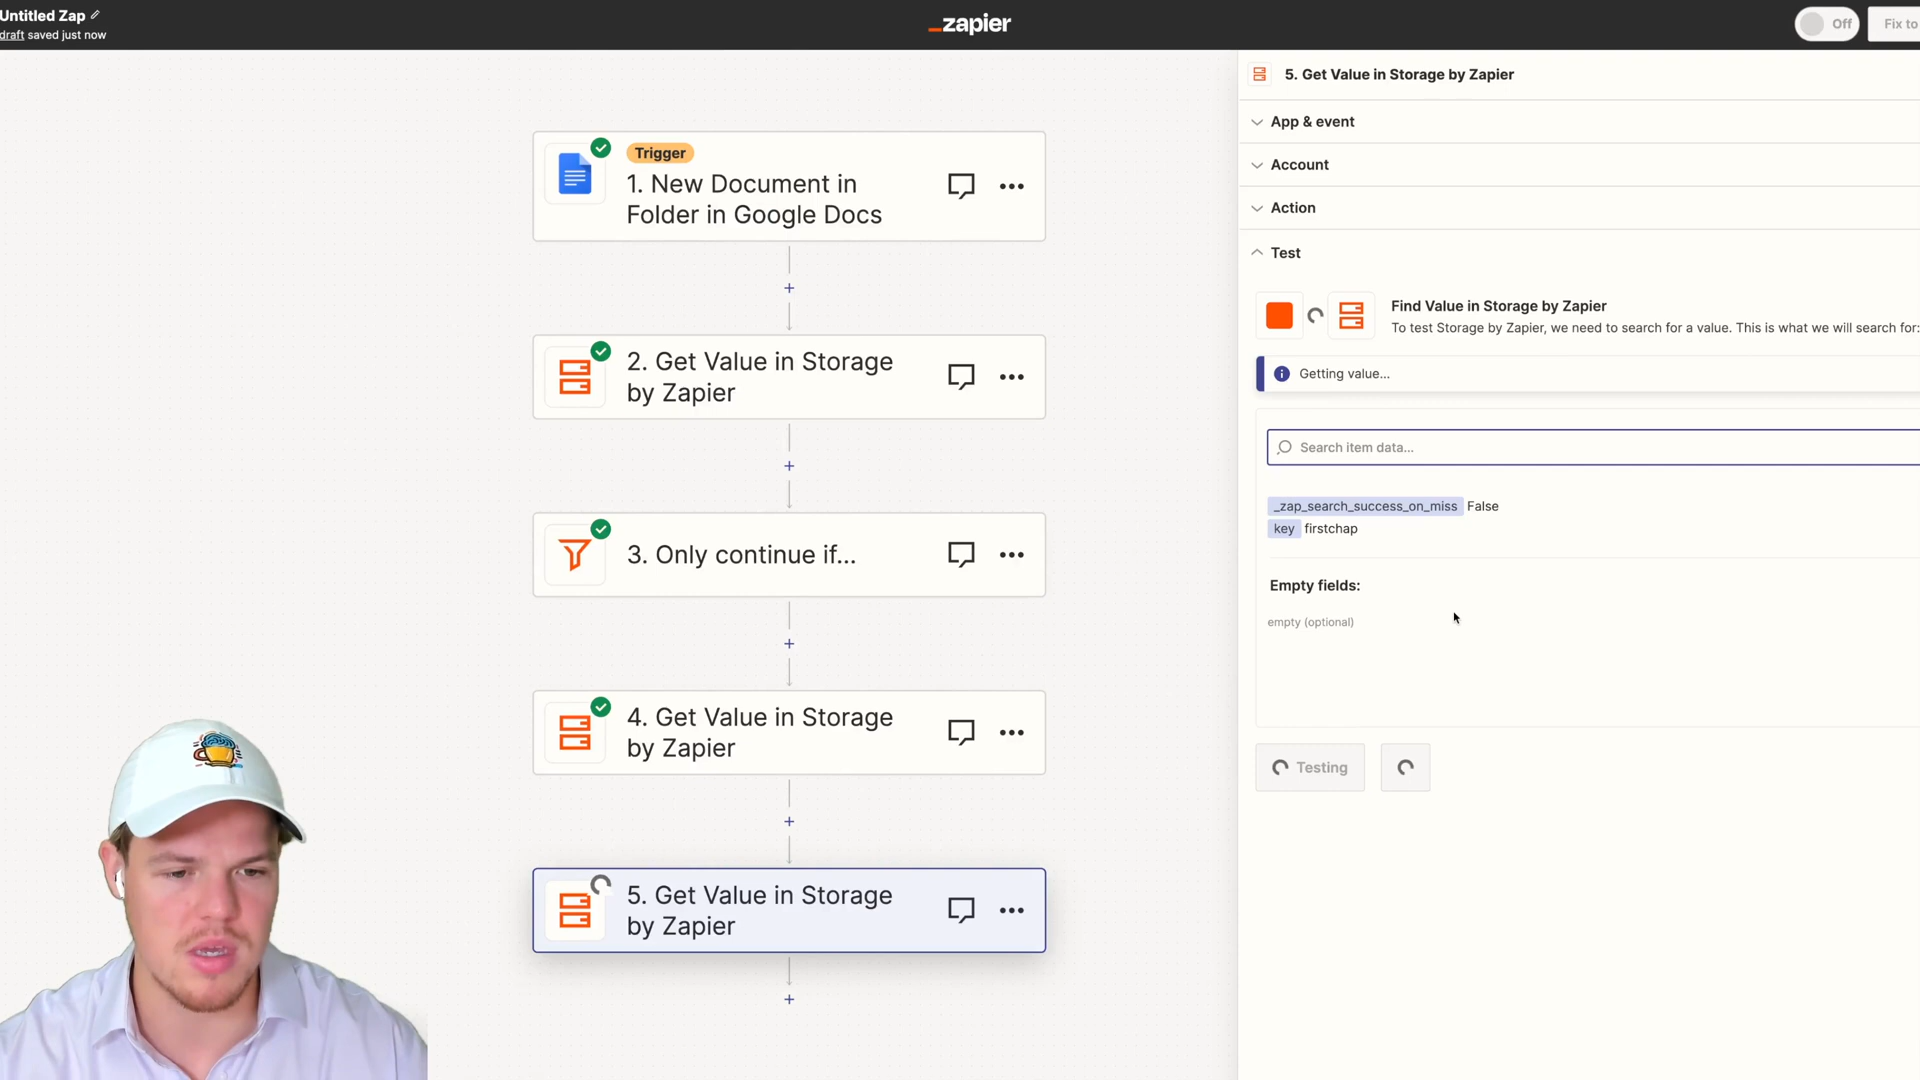 Untitled Zap
draft saved just now
_zapier
Off
Fix to
Trigger
1. New Document in
Folder in Google Docs
2. Get Value in Storage
by Zapier
3. Only continue if...
4. Get Value in Storage
by Zapier
5. Get Value in Storage
by Zapier
5. Get Value in Storage by Zapier
App & event
Account
Action
Test
Find Value in Storage by Zapier
To test Storage by Zapier, we need to search for a value. This is what we will search for:
Getting value...
Search item data...
_zap_search_success_on_miss False
key firstchap
Empty fields:
empty (optional)
Testing